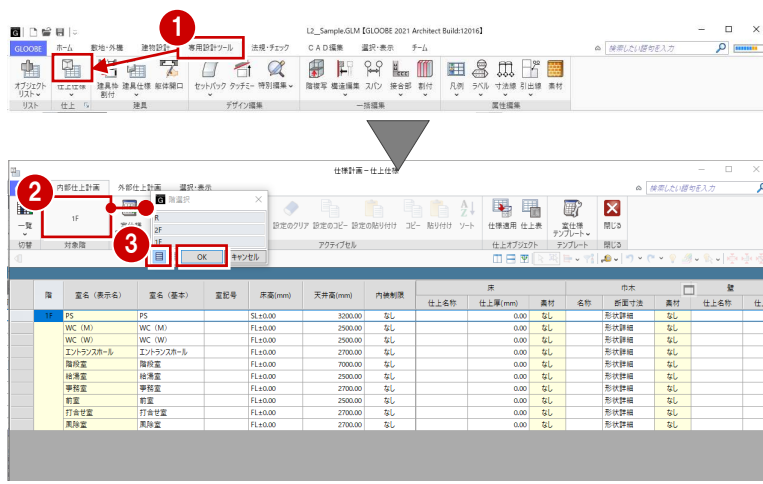 1
L2_Sample.GLM【GLOOBE 2021 Architect Build:12016】
GLOOBE ホーム 敷地・外構 建物設計 専用設計ツール 法規・チェック CAD編集 選択・表示 チーム 検索したい語句を入力
オブジェクトリスト 仕上仕様 建具枠割付 建具仕様 躯体開口 セットバック タッチミー 特別編集 階複写 構造編集 スパン 接合部 割付 凡例 ラベル 寸法線 引出線 素材
リスト 仕上 建具 デザイン編集 一括編集 属性編集
仕様計画-仕上仕様
2
内部仕上計画 外部仕上計画 選択・表示 検索したい語句を入力
一覧 1F 設定のクリア 設定のコピー 設定の貼り付け コピー 貼り付け ソート 仕様適用 仕上表 室仕様テンプレート 閉じる
切替 対象階 アクティブセル 仕上オブジェクト テンプレート 閉じる
階選択
R
2F
1F
3
OK キャンセル
階 室名(表示名) 室名(基本) 室記号 床高(mm) 天井高(mm) 内装制限 床 巾木 壁
仕上名称 仕上厚(mm) 素材 名称 断面寸法 素材 仕上名称
1F PS PS SL±0.00 3200.00 なし 0.00 なし 形状詳細 なし
WC(M) WC(M) FL±0.00 2500.00 なし 0.00 なし 形状詳細 なし
WC(W) WC(W) FL±0.00 2500.00 なし 0.00 なし 形状詳細 なし
エントランスホール エントランスホール FL±0.00 2700.00 なし 0.00 なし 形状詳細 なし
階段室 階段室 FL±0.00 7000.00 なし 0.00 なし 形状詳細 なし
給湯室 給湯室 FL±0.00 2500.00 なし 0.00 なし 形状詳細 なし
事務室 事務室 FL±0.00 2700.00 なし 0.00 なし 形状詳細 なし
前室 前室 FL±0.00 2500.00 なし 0.00 なし 形状詳細 なし
打合せ室 打合せ室 FL±0.00 2700.00 なし 0.00 なし 形状詳細 なし
風除室 風除室 FL±0.00 2700.00 なし 0.00 なし 形状詳細 なし